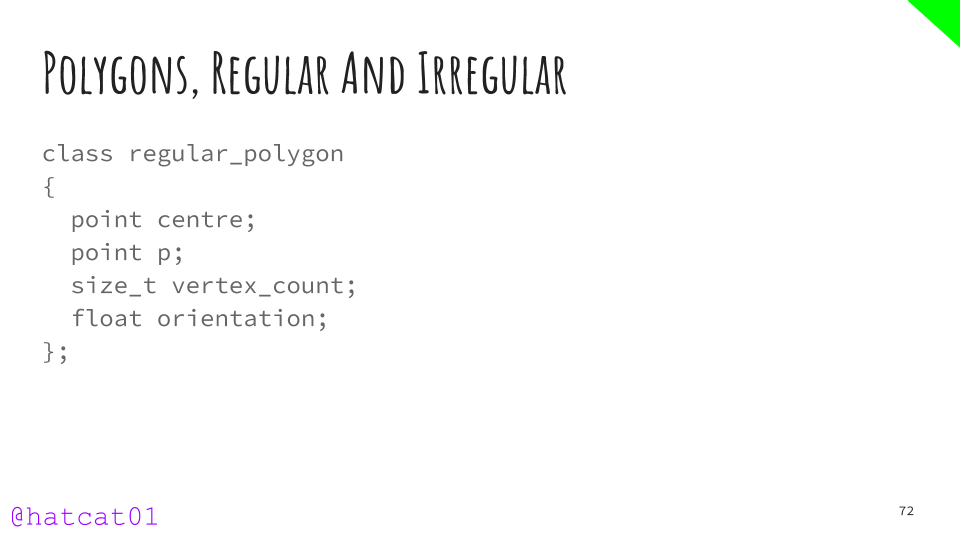 Polygons, Regular And Irregular
class regular_polygon
{
  point centre;
  point p;
  size_t vertex_count;
  float orientation;
};
@hatcat01
72